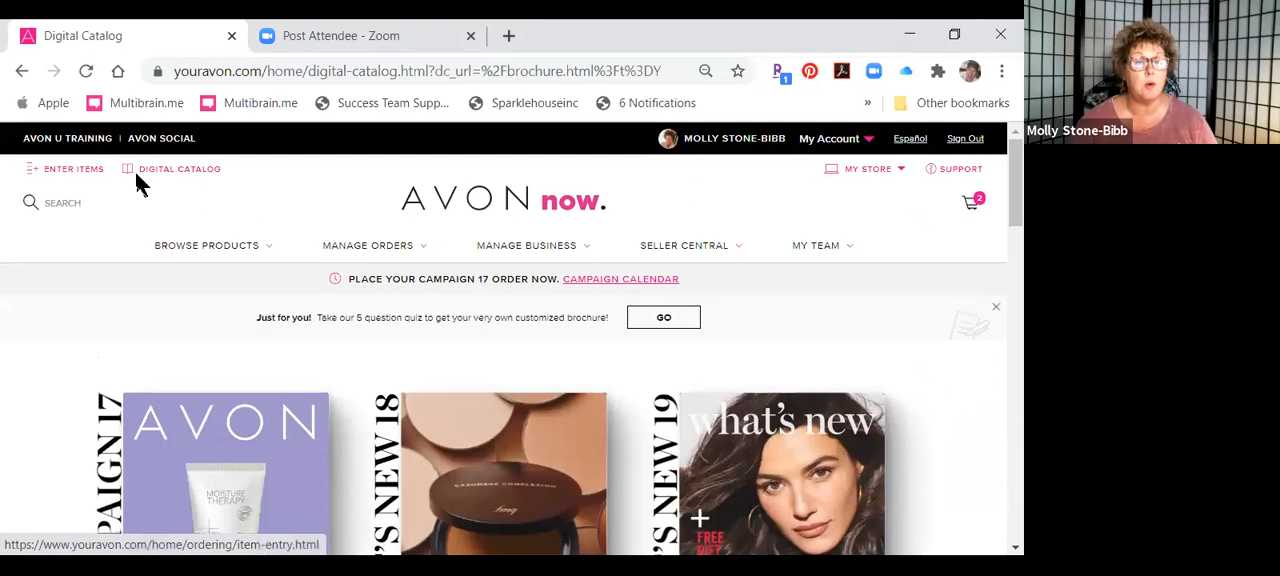 Digital Catalog
Post Attendee - Zoom
youravon.com/home/digital-catalog.html?dc_url=%2Fbrochure.html%3Ft%3DY
Apple
Multibrain.me
Multibrain.me
Success Team Supp...
Sparklehouseinc
6 Notifications
»
Other bookmarks
AVON U TRAINING | AVON SOCIAL
MOLLY STONE-BIBB
My Account
Español
Sign Out
Molly Stone-Bibb
ENTER ITEMS
DIGITAL CATALOG
MY STORE
SUPPORT
SEARCH
AVON now.
2
BROWSE PRODUCTS
MANAGE ORDERS
MANAGE BUSINESS
SELLER CENTRAL
MY TEAM
PLACE YOUR CAMPAIGN 17 ORDER NOW. CAMPAIGN CALENDAR
Just for you! Take our 5 question quiz to get your very own customized brochure!
GO
PAIGN 17
AVON
MOISTURE
THERAPY
'S NEW 18
CASHMERE COMPLEXION
fmg
'S NEW 19
what's new
+
FREE
https://www.youravon.com/home/ordering/item-entry.html